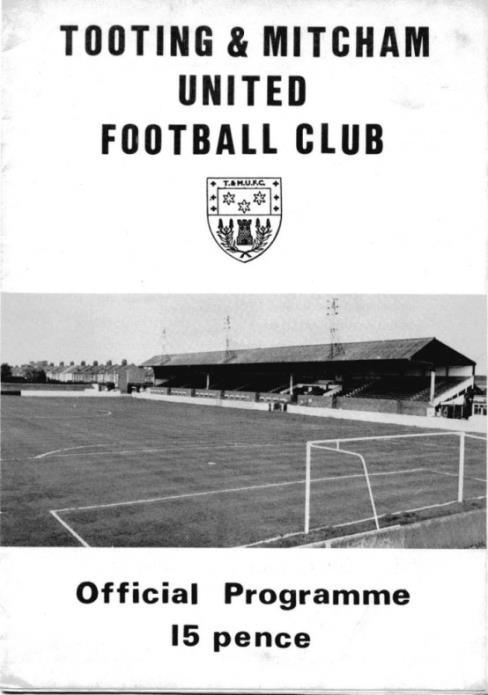 TOOTING & MITCHAM
UNITED
FOOTBALL CLUB
T.&M.U.F.C.
Official Programme
15 pence